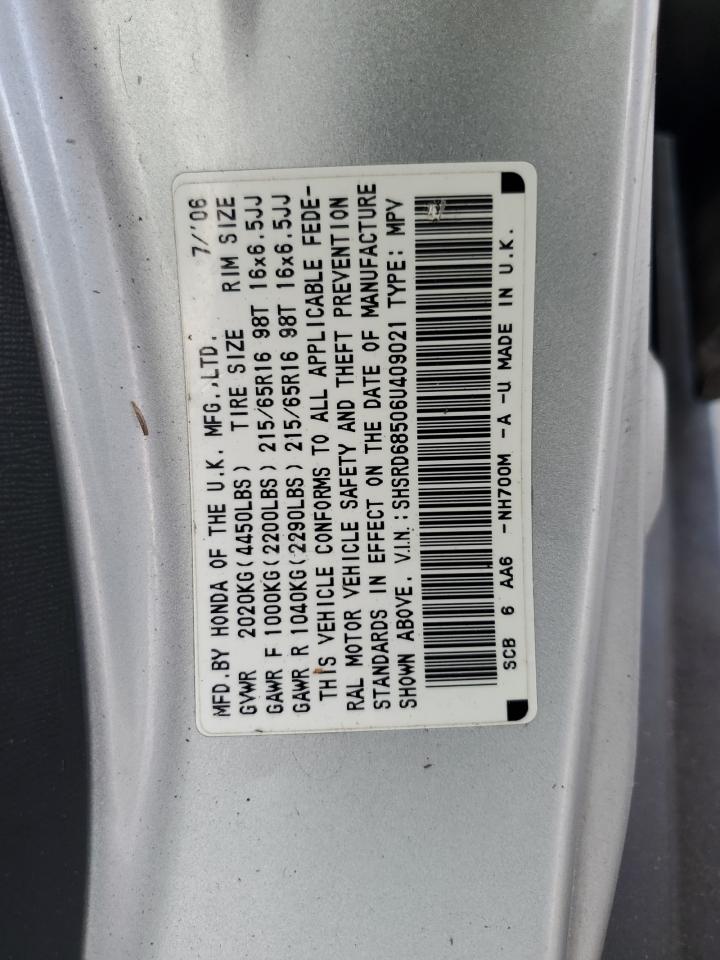 MFD.BY HONDA OF THE U.K. MFG.,LTD. 7/'06
GVWR 2020KG(4450LBS) TIRE SIZE RIM SIZE
GAWR F 1000KG(2200LBS) 215/65R16 98T 16x6.5JJ
GAWR R 1040KG(2290LBS) 215/65R16 98T 16x6.5JJ
THIS VEHICLE CONFORMS TO ALL APPLICABLE FEDE-
RAL MOTOR VEHICLE SAFETY AND THEFT PREVENTION
STANDARDS IN EFFECT ON THE DATE OF MANUFACTURE
SHOWN ABOVE. V.I.N.:SHSRD68506U409021 TYPE: MPV
SCB 6 AA6 -NH700M -A -U MADE IN U.K.